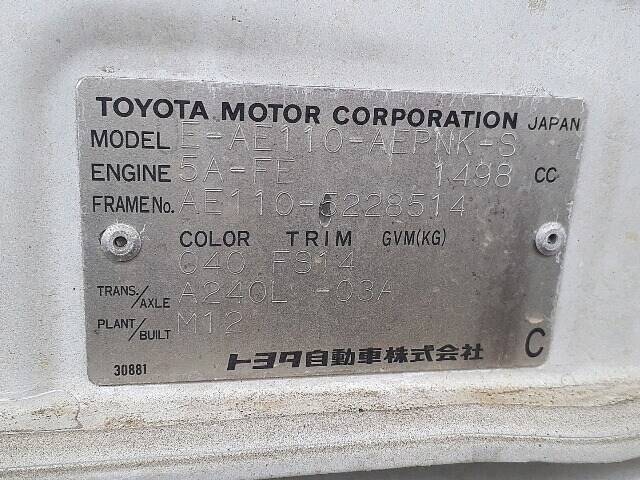 TOYOTA MOTOR CORPORATION JAPAN
MODEL E-AE110-AEPNK-S
ENGINE 5A-FE 1498 CC
FRAME No. AE110-5228514
COLOR TRIM GVM(KG)
040 FS14
TRANS./AXLE A240L -03A
PLANT/BUILT M12
30881 トヨタ自動車株式会社 C